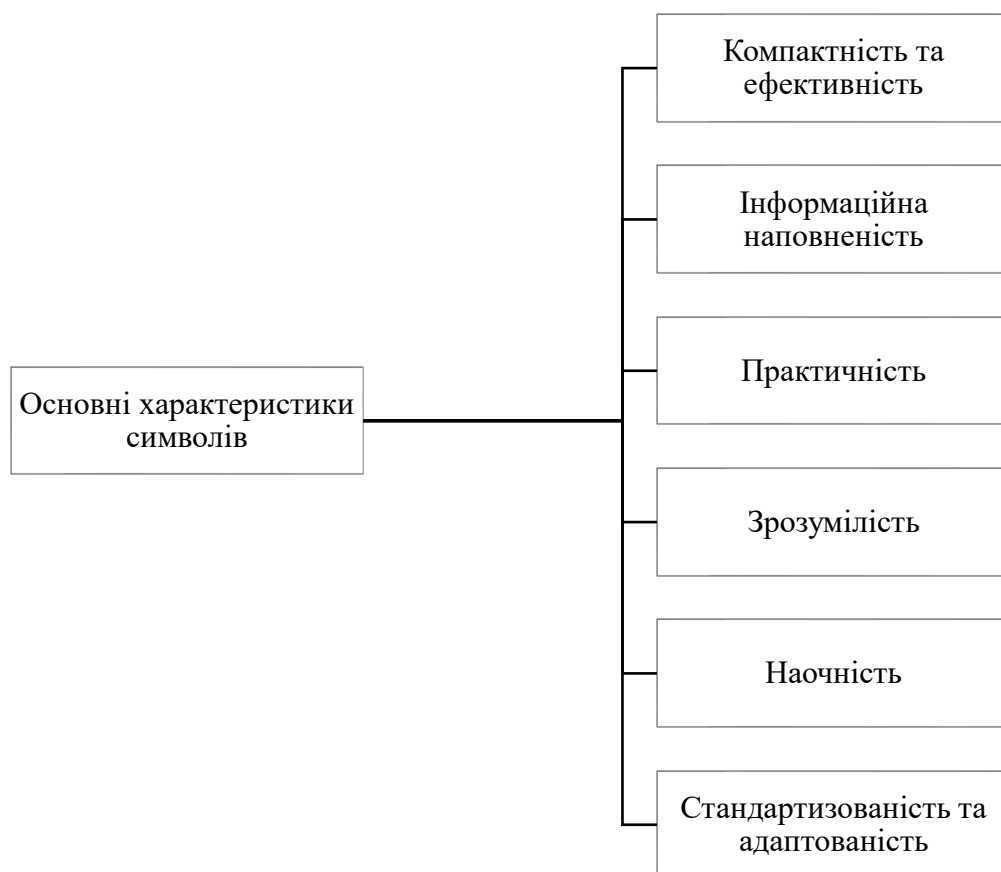 Компактність та
ефективність
Інформаційна
наповненість
Практичність
Основні характеристики
символів
Зрозумілість
Наочність
Стандартизованість та
адаптованість